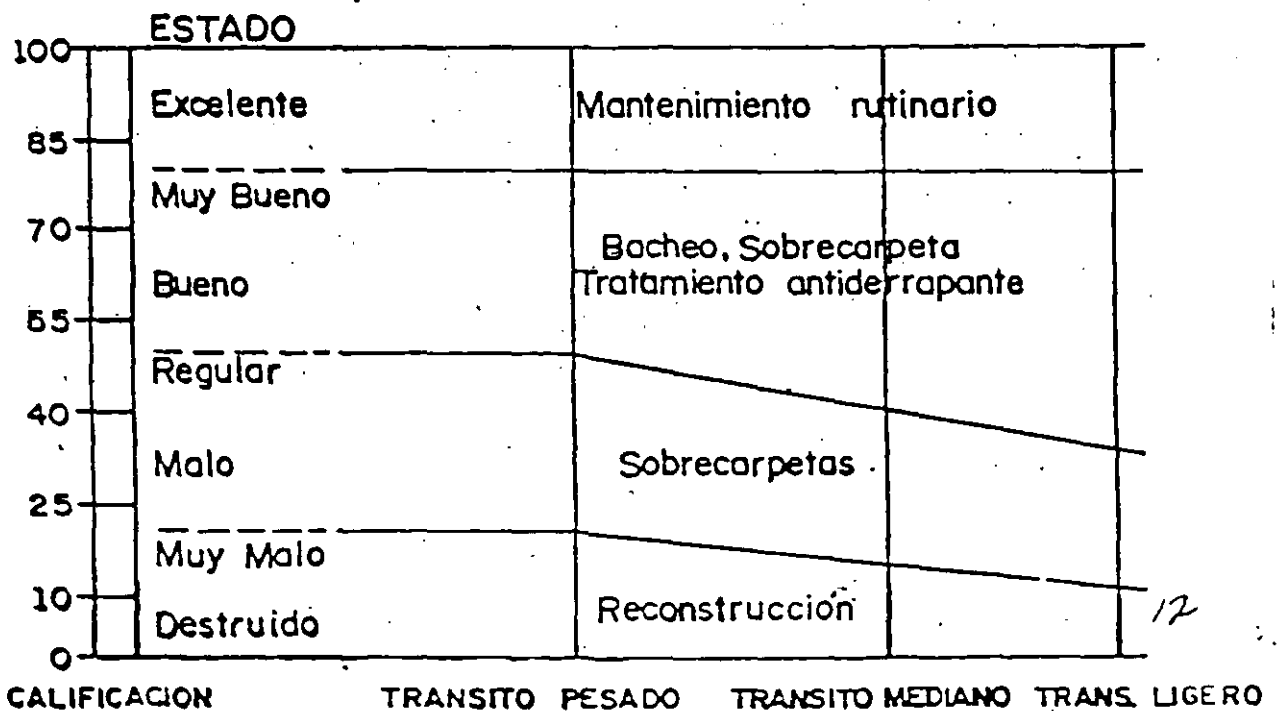 ESTADO
100
Excelente
Mantenimiento rutinario
85
Muy Bueno
70
Bacheo, Sobrecarpeta
Bueno
Tratamiento antiderrapante
55
Regular
40
Malo
Sobrecarpetas
25
Muy Malo
10
Reconstrucción
12
Destruido
0
CALIFICACION TRANSITO PESADO TRANSITO MEDIANO TRANS. LIGERO